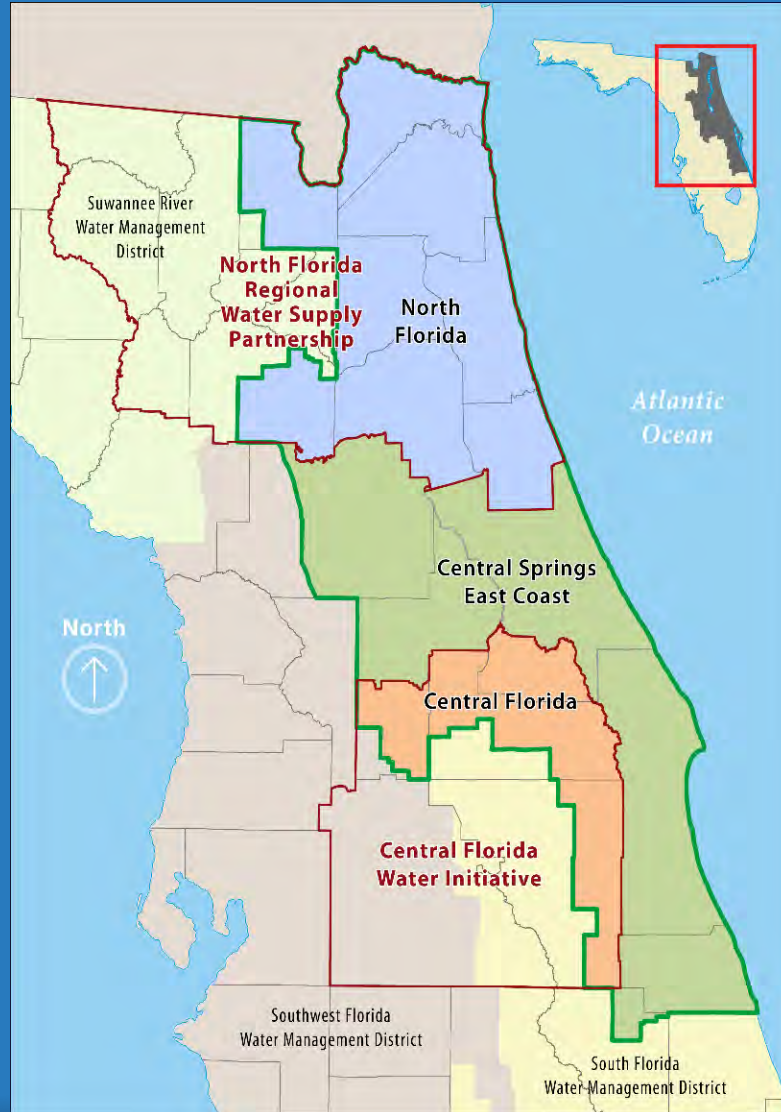 Suwannee River
Water Management
District
North Florida
Regional
Water Supply
Partnership
North
Florida
Atlantic
Ocean
Central Springs
East Coast
North
Central Florida
Central Florida
Water Initiative
Southwest Florida
Water Management District
South Florida
Water Management District